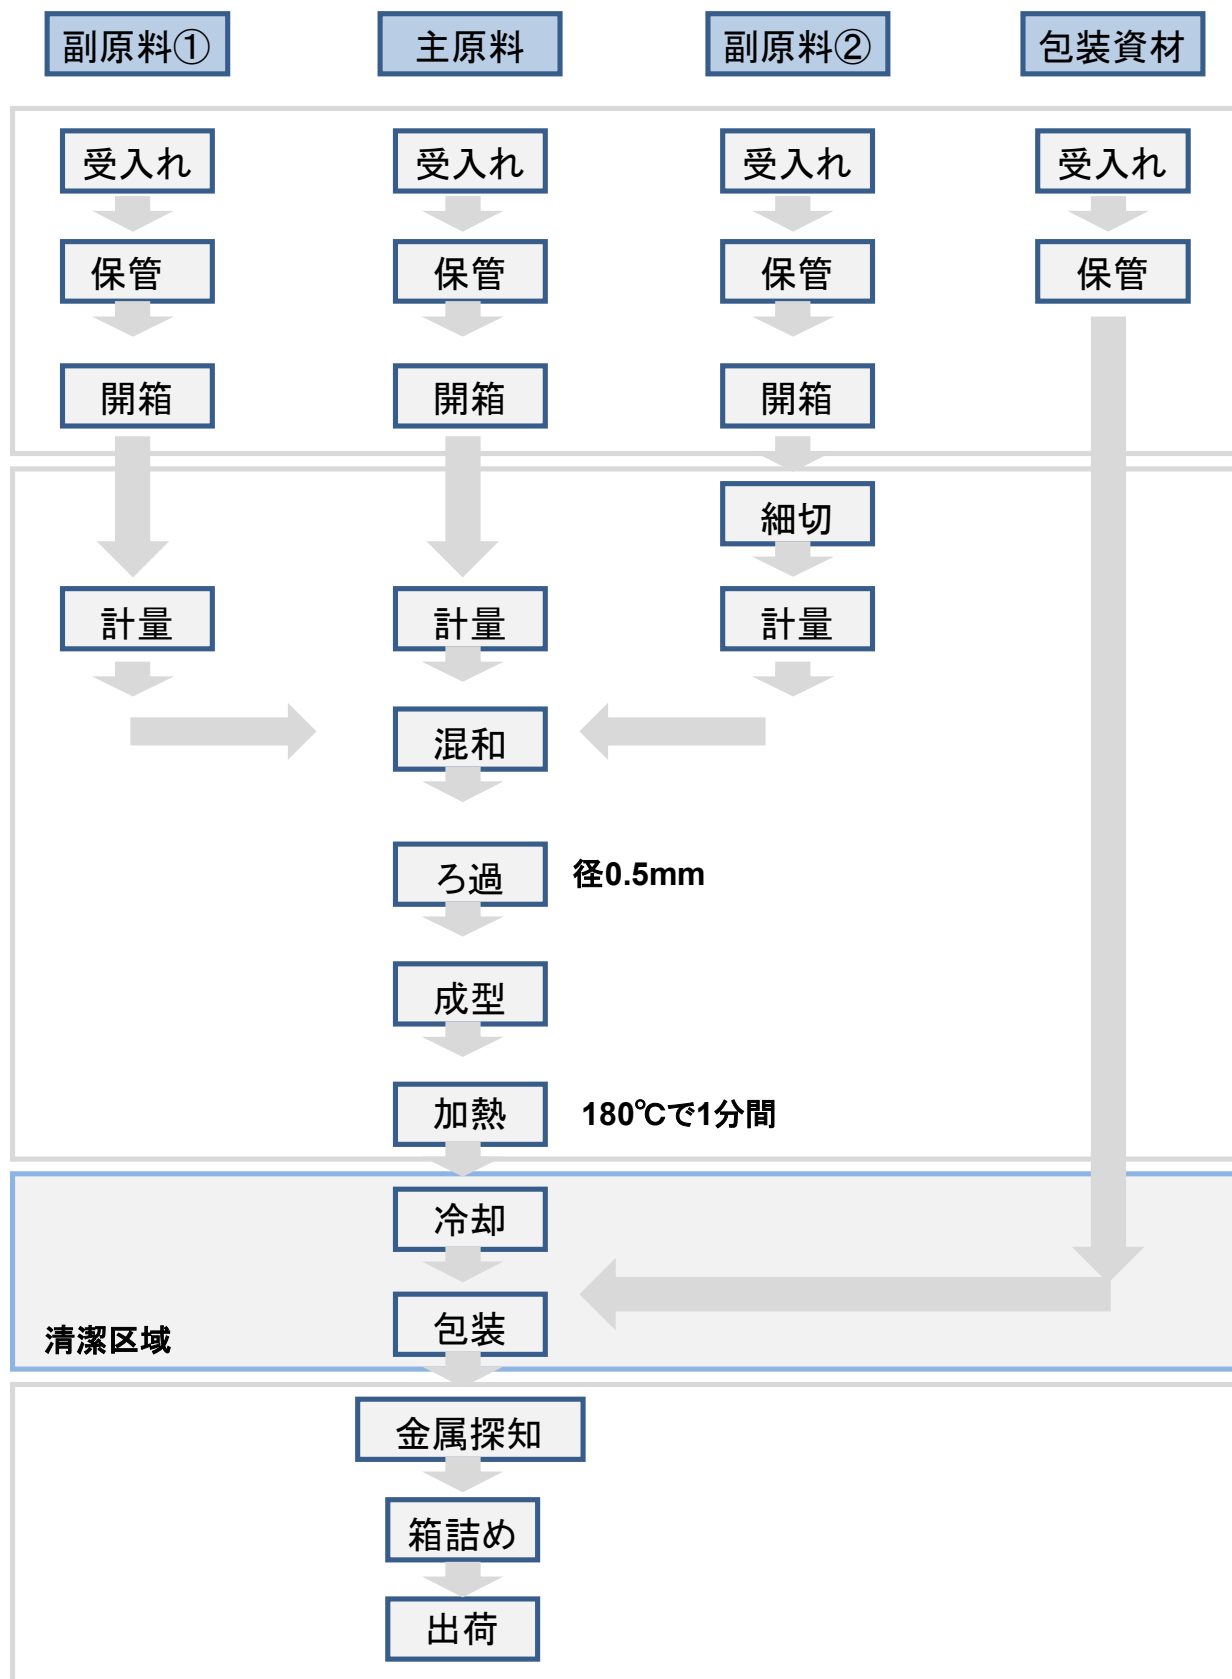 副原料①
主原料
副原料②
包装資材
受入れ
受入れ
受入れ
受入れ
保管
保管
保管
保管
開箱
開箱
開箱
細切
計量
計量
計量
混和
ろ過
径0.5mm
成型
加熱
180℃で1分間
冷却
包装
清潔区域
金属探知
箱詰め
出荷